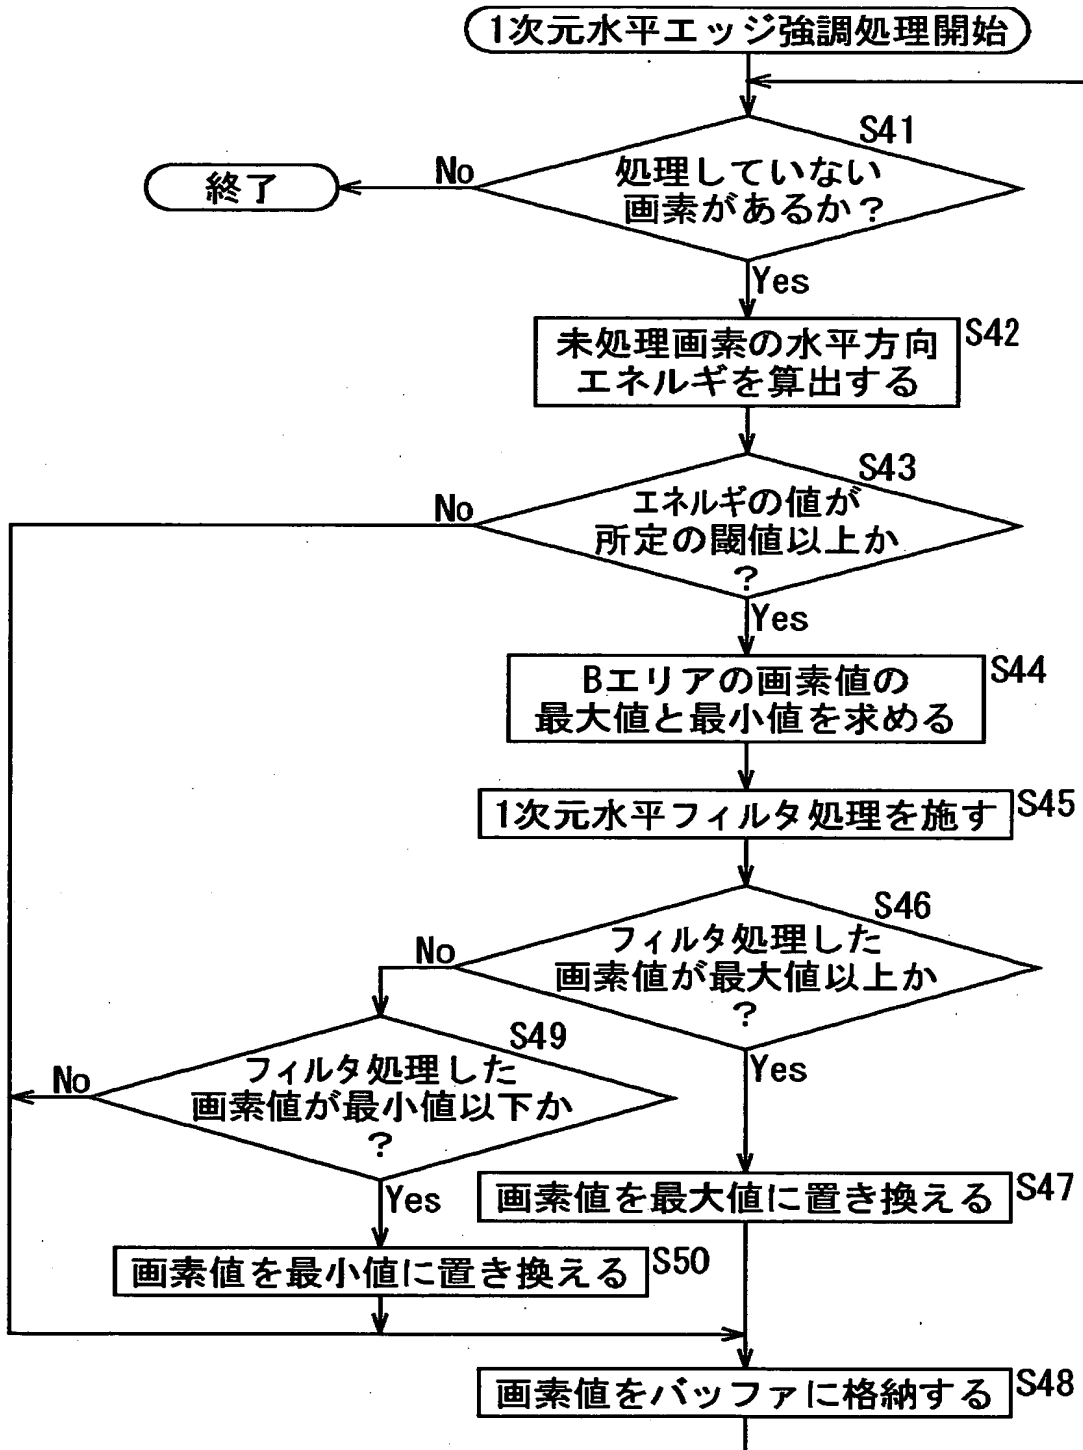 1次元水平エッジ強調処理開始
S41
処理していない
画素があるか?
No
終了
Yes
S42
未処理画素の水平方向
エネルギを算出する
S43
エネルギの値が
所定の閾値以上か
?
No
Yes
S44
Bエリアの画素値の
最大値と最小値を求める
S45
1次元水平フィルタ処理を施す
S46
フィルタ処理した
画素値が最大値以上か
?
No
Yes
S49
フィルタ処理した
画素値が最小値以下か
?
No
Yes
S47
画素値を最大値に置き換える
S50
画素値を最小値に置き換える
S48
画素値をバッファに格納する